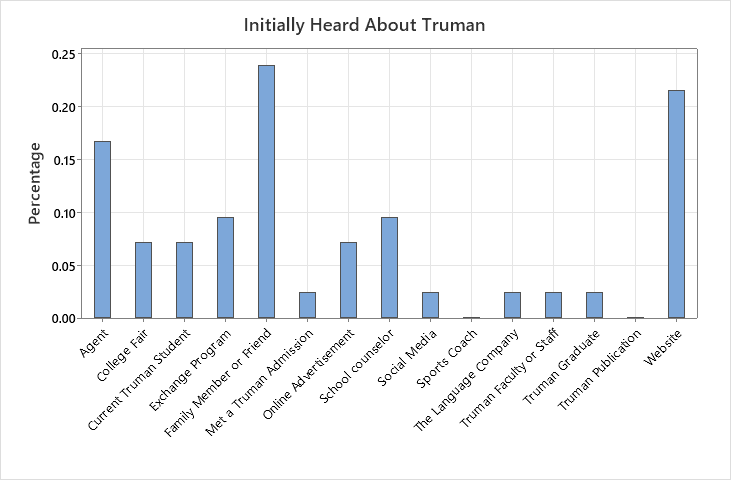 Initially Heard About Truman
Percentage
0.25
0.20
0.15
0.10
0.05
0.00
Agent
College Fair
Current Truman Student
Exchange Program
Family Member or Friend
Met a Truman Admission
Online Advertisement
School counselor
Social Media
Sports Coach
The Language Company
Truman Faculty or Staff
Truman Graduate
Truman Publication
Website